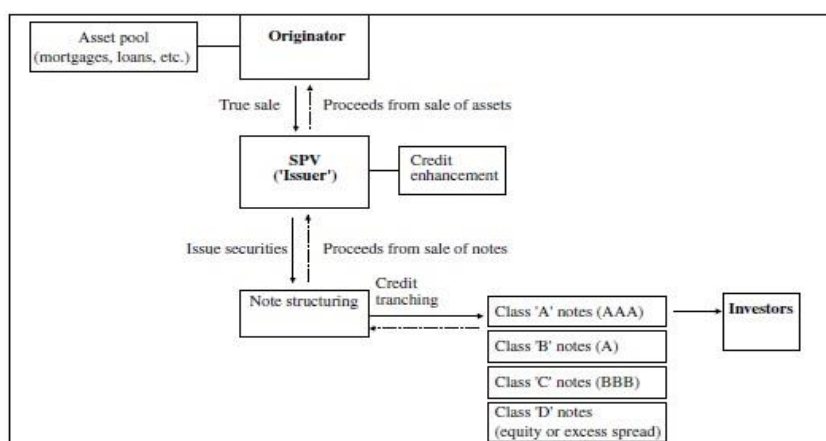 Asset pool
(mortgages, loans, etc.)
Originator
True sale
Proceeds from sale of assets
SPV
('Issuer')
Credit
enhancement
Issue securities
Proceeds from sale of notes
Note structuring
Credit
tranching
Class 'A' notes (AAA)
Investors
Class 'B' notes (A)
Class 'C' notes (BBB)
Class 'D' notes
(equity or excess spread)